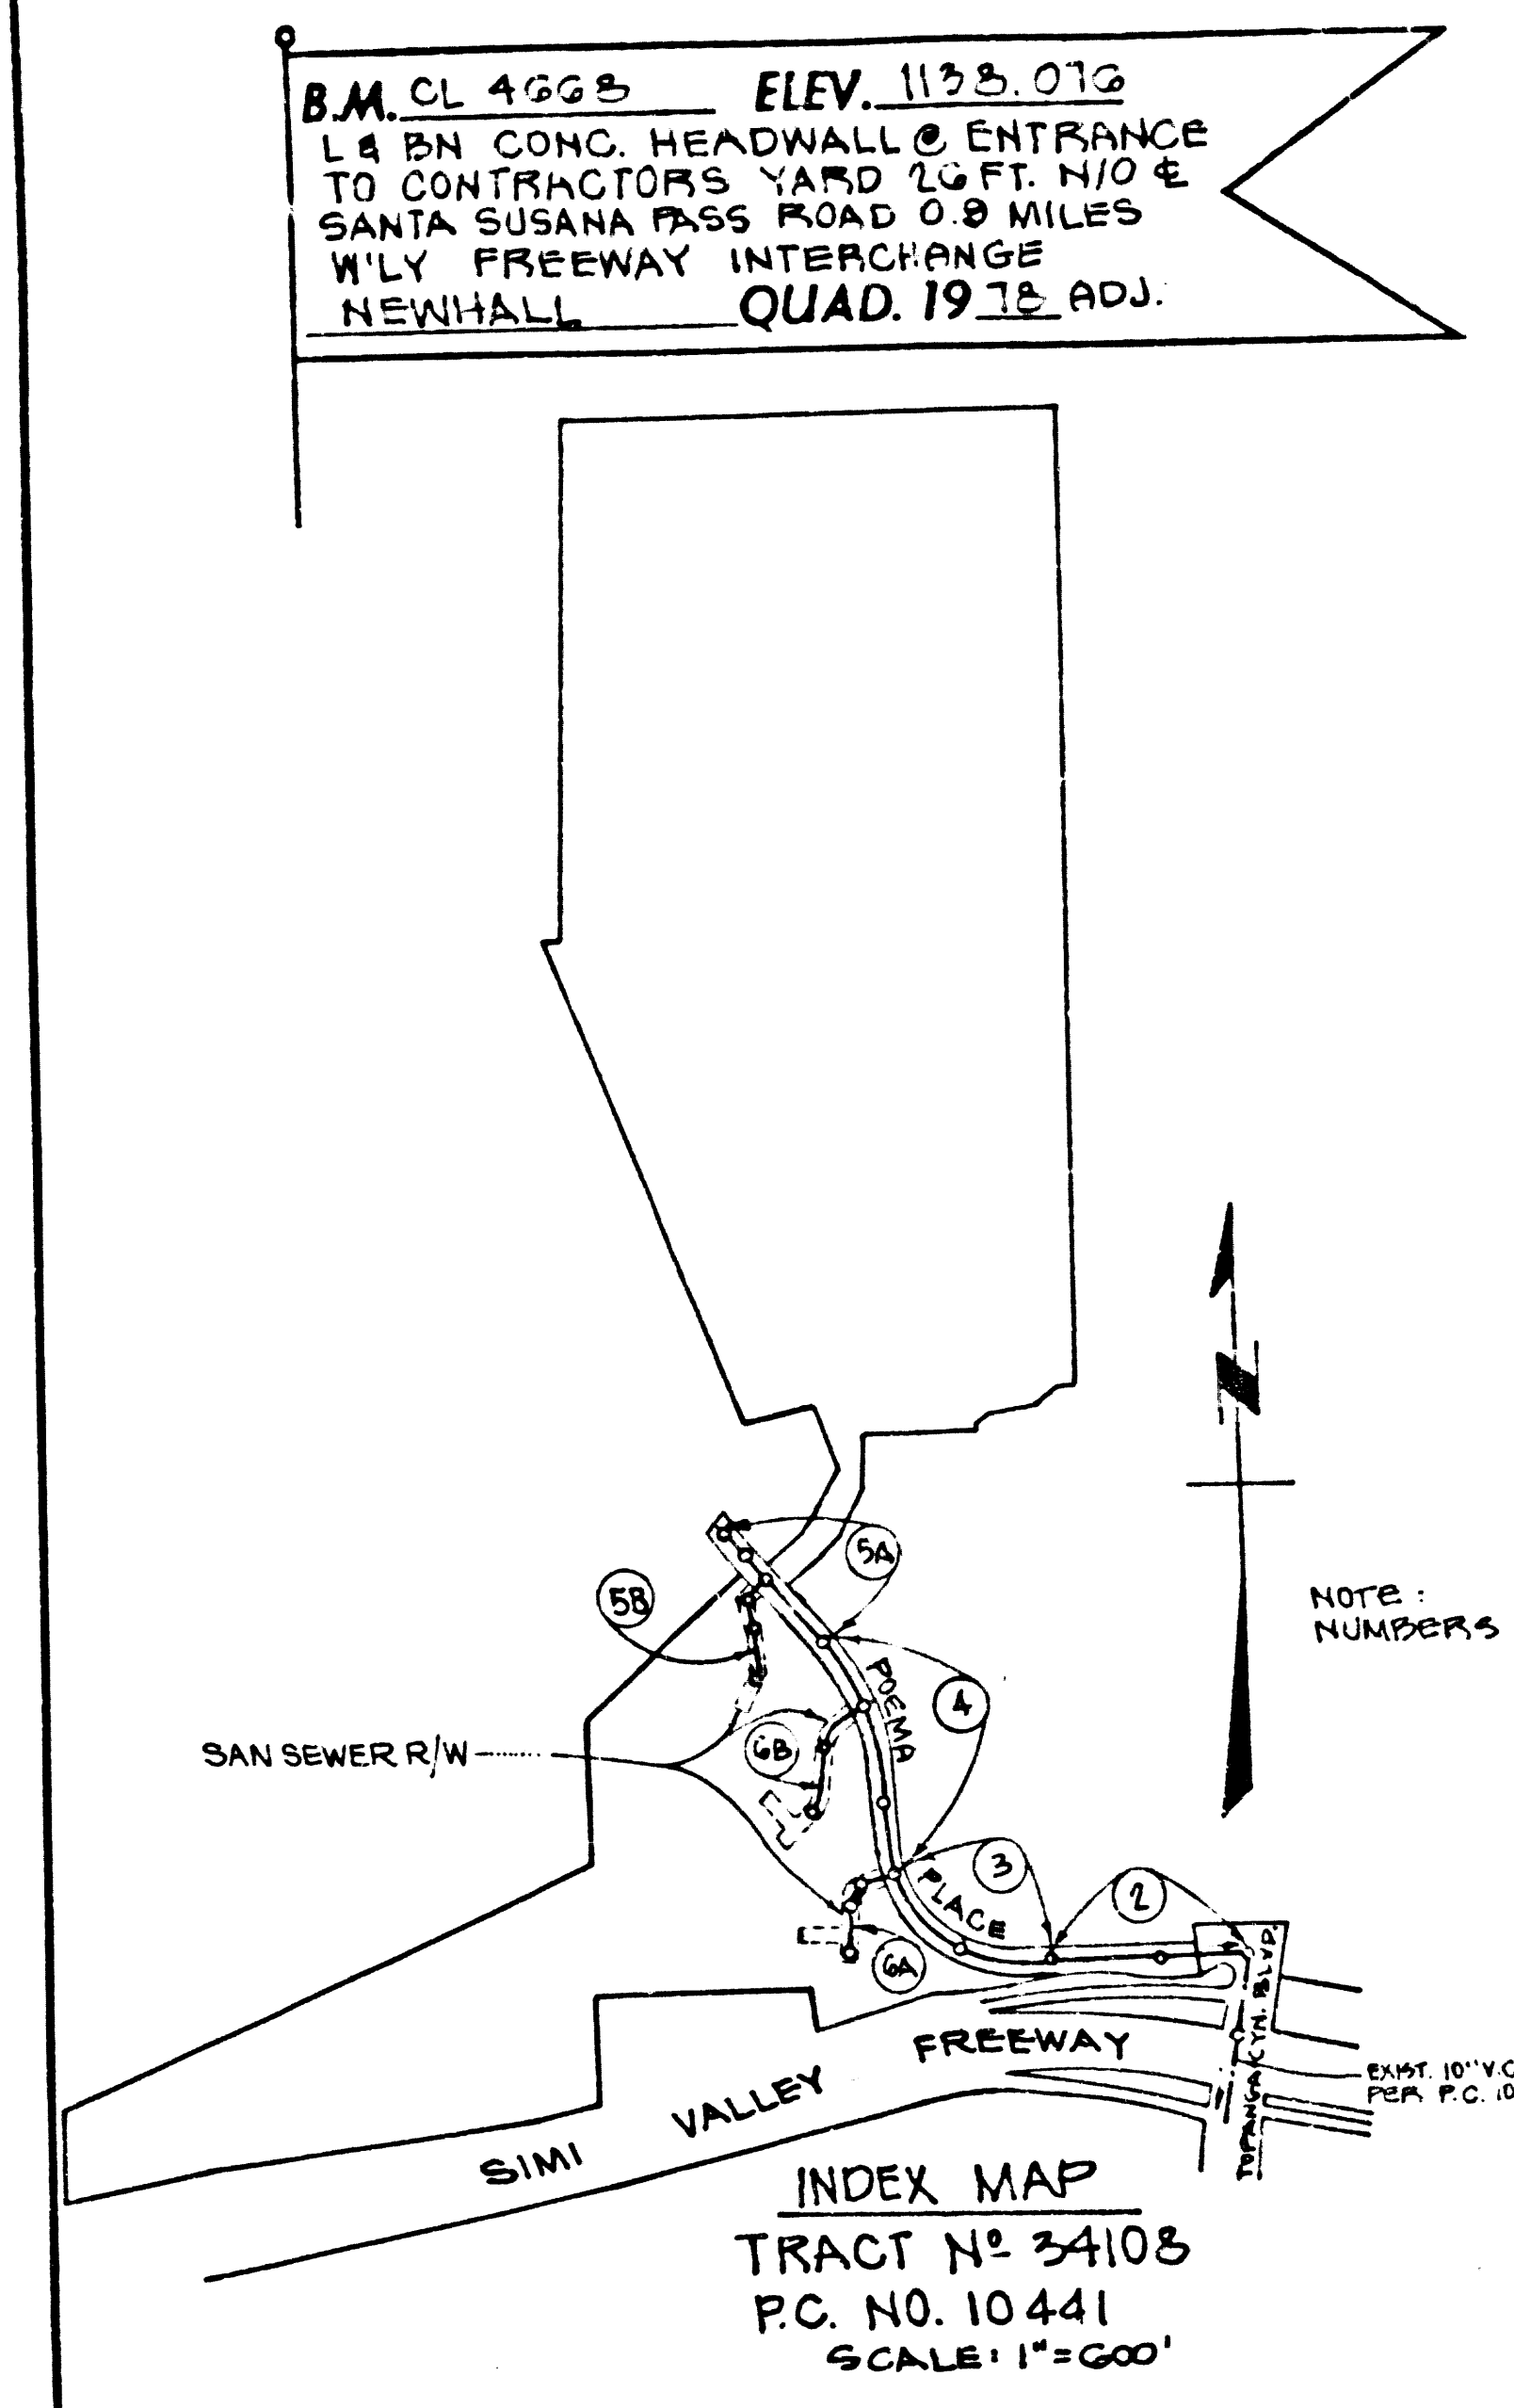 B.M. CL 4668 ELEV. 1138.076
L & BN CONC. HEADWALL @ ENTRANCE
TO CONTRACTORS YARD 26 FT. N/O ℄
SANTA SUSANA PASS ROAD 0.8 MILES
W'LY FREEWAY INTERCHANGE
NEWHALL QUAD. 1978 ADJ.
N
5A
5B
NOTE :
NUMBERS
POEMA
4
6B
SAN SEWER R/W
3
PLACE
2
6A
TOPANGA CYN. BLVD.
FREEWAY
EXIST. 10" V.C
PER P.C. 10
VALLEY
SIMI
INDEX MAP
TRACT Nº 34108
P.C. NO. 10441
SCALE: 1"=600'